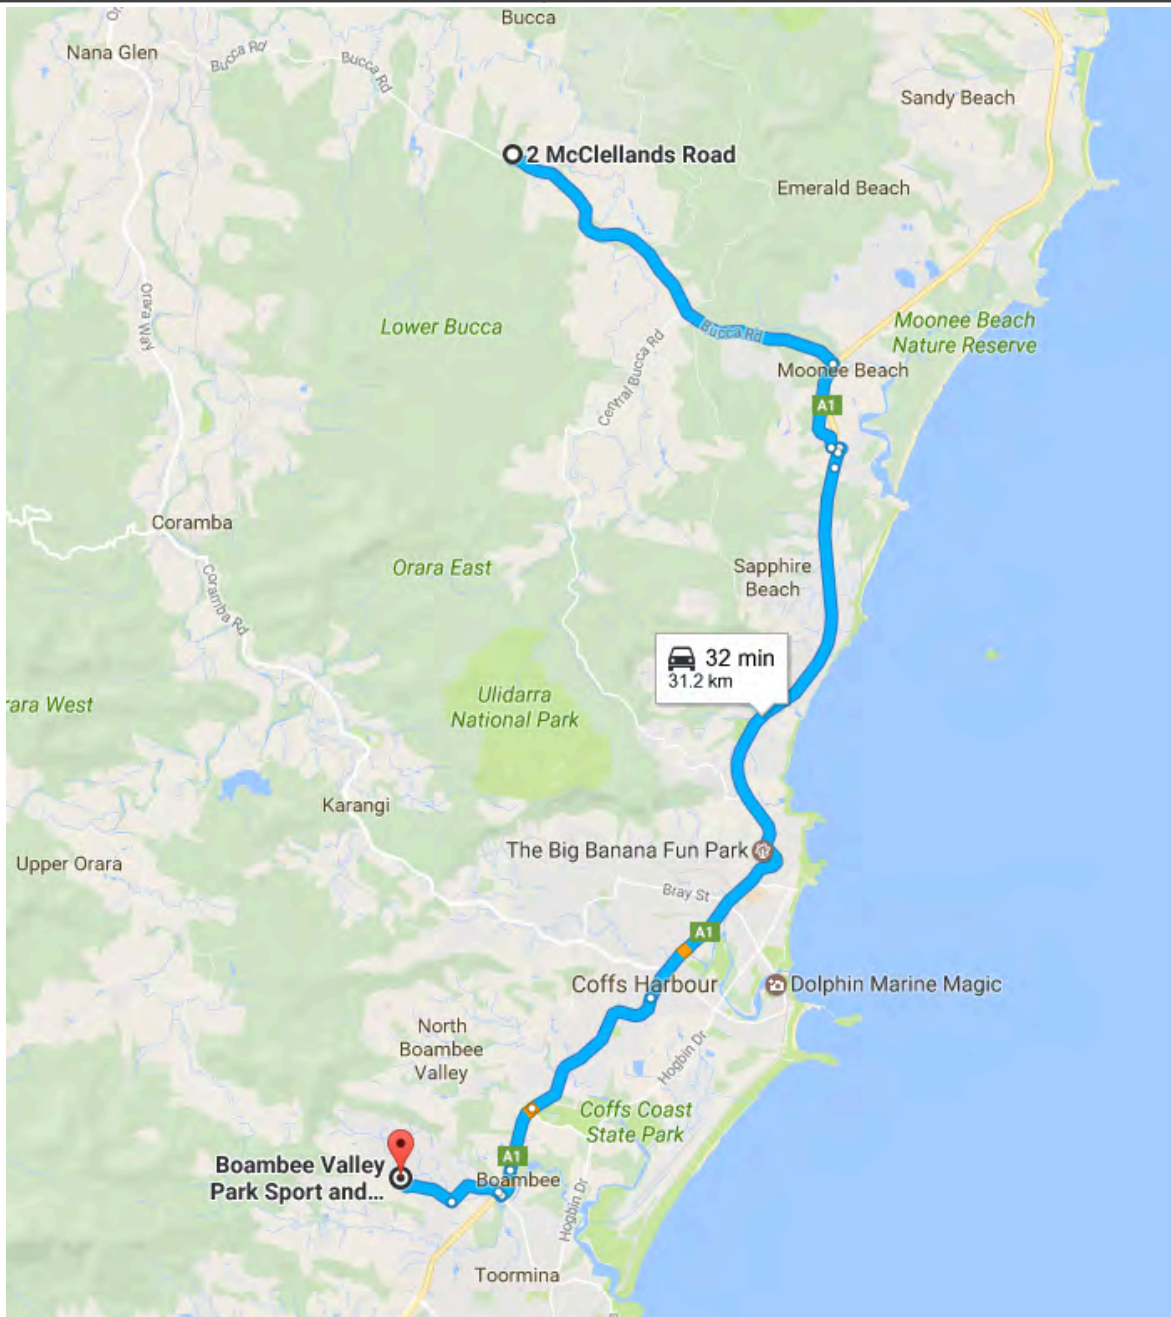 Bucca
Nana Glen
Bucca Rd
Bucca Rd
Sandy Beach
2 McClellands Road
Emerald Beach
Orara Way
Lower Bucca
Bucca Rd
Moonee Beach
Nature Reserve
Moonee Beach
Central Bucca Rd
A1
Coramba
Orara East
Sapphire
Beach
Coramba Rd
32 min
31.2 km
Ulidarra
National Park
rara West
Karangi
The Big Banana Fun Park
Upper Orara
Bray St
A1
Coffs Harbour
Dolphin Marine Magic
North
Boambee
Valley
Hogbin Dr
Coffs Coast
State Park
A1
Boambee Valley
Park Sport and...
Boambee
Hogbin Dr
Toormina